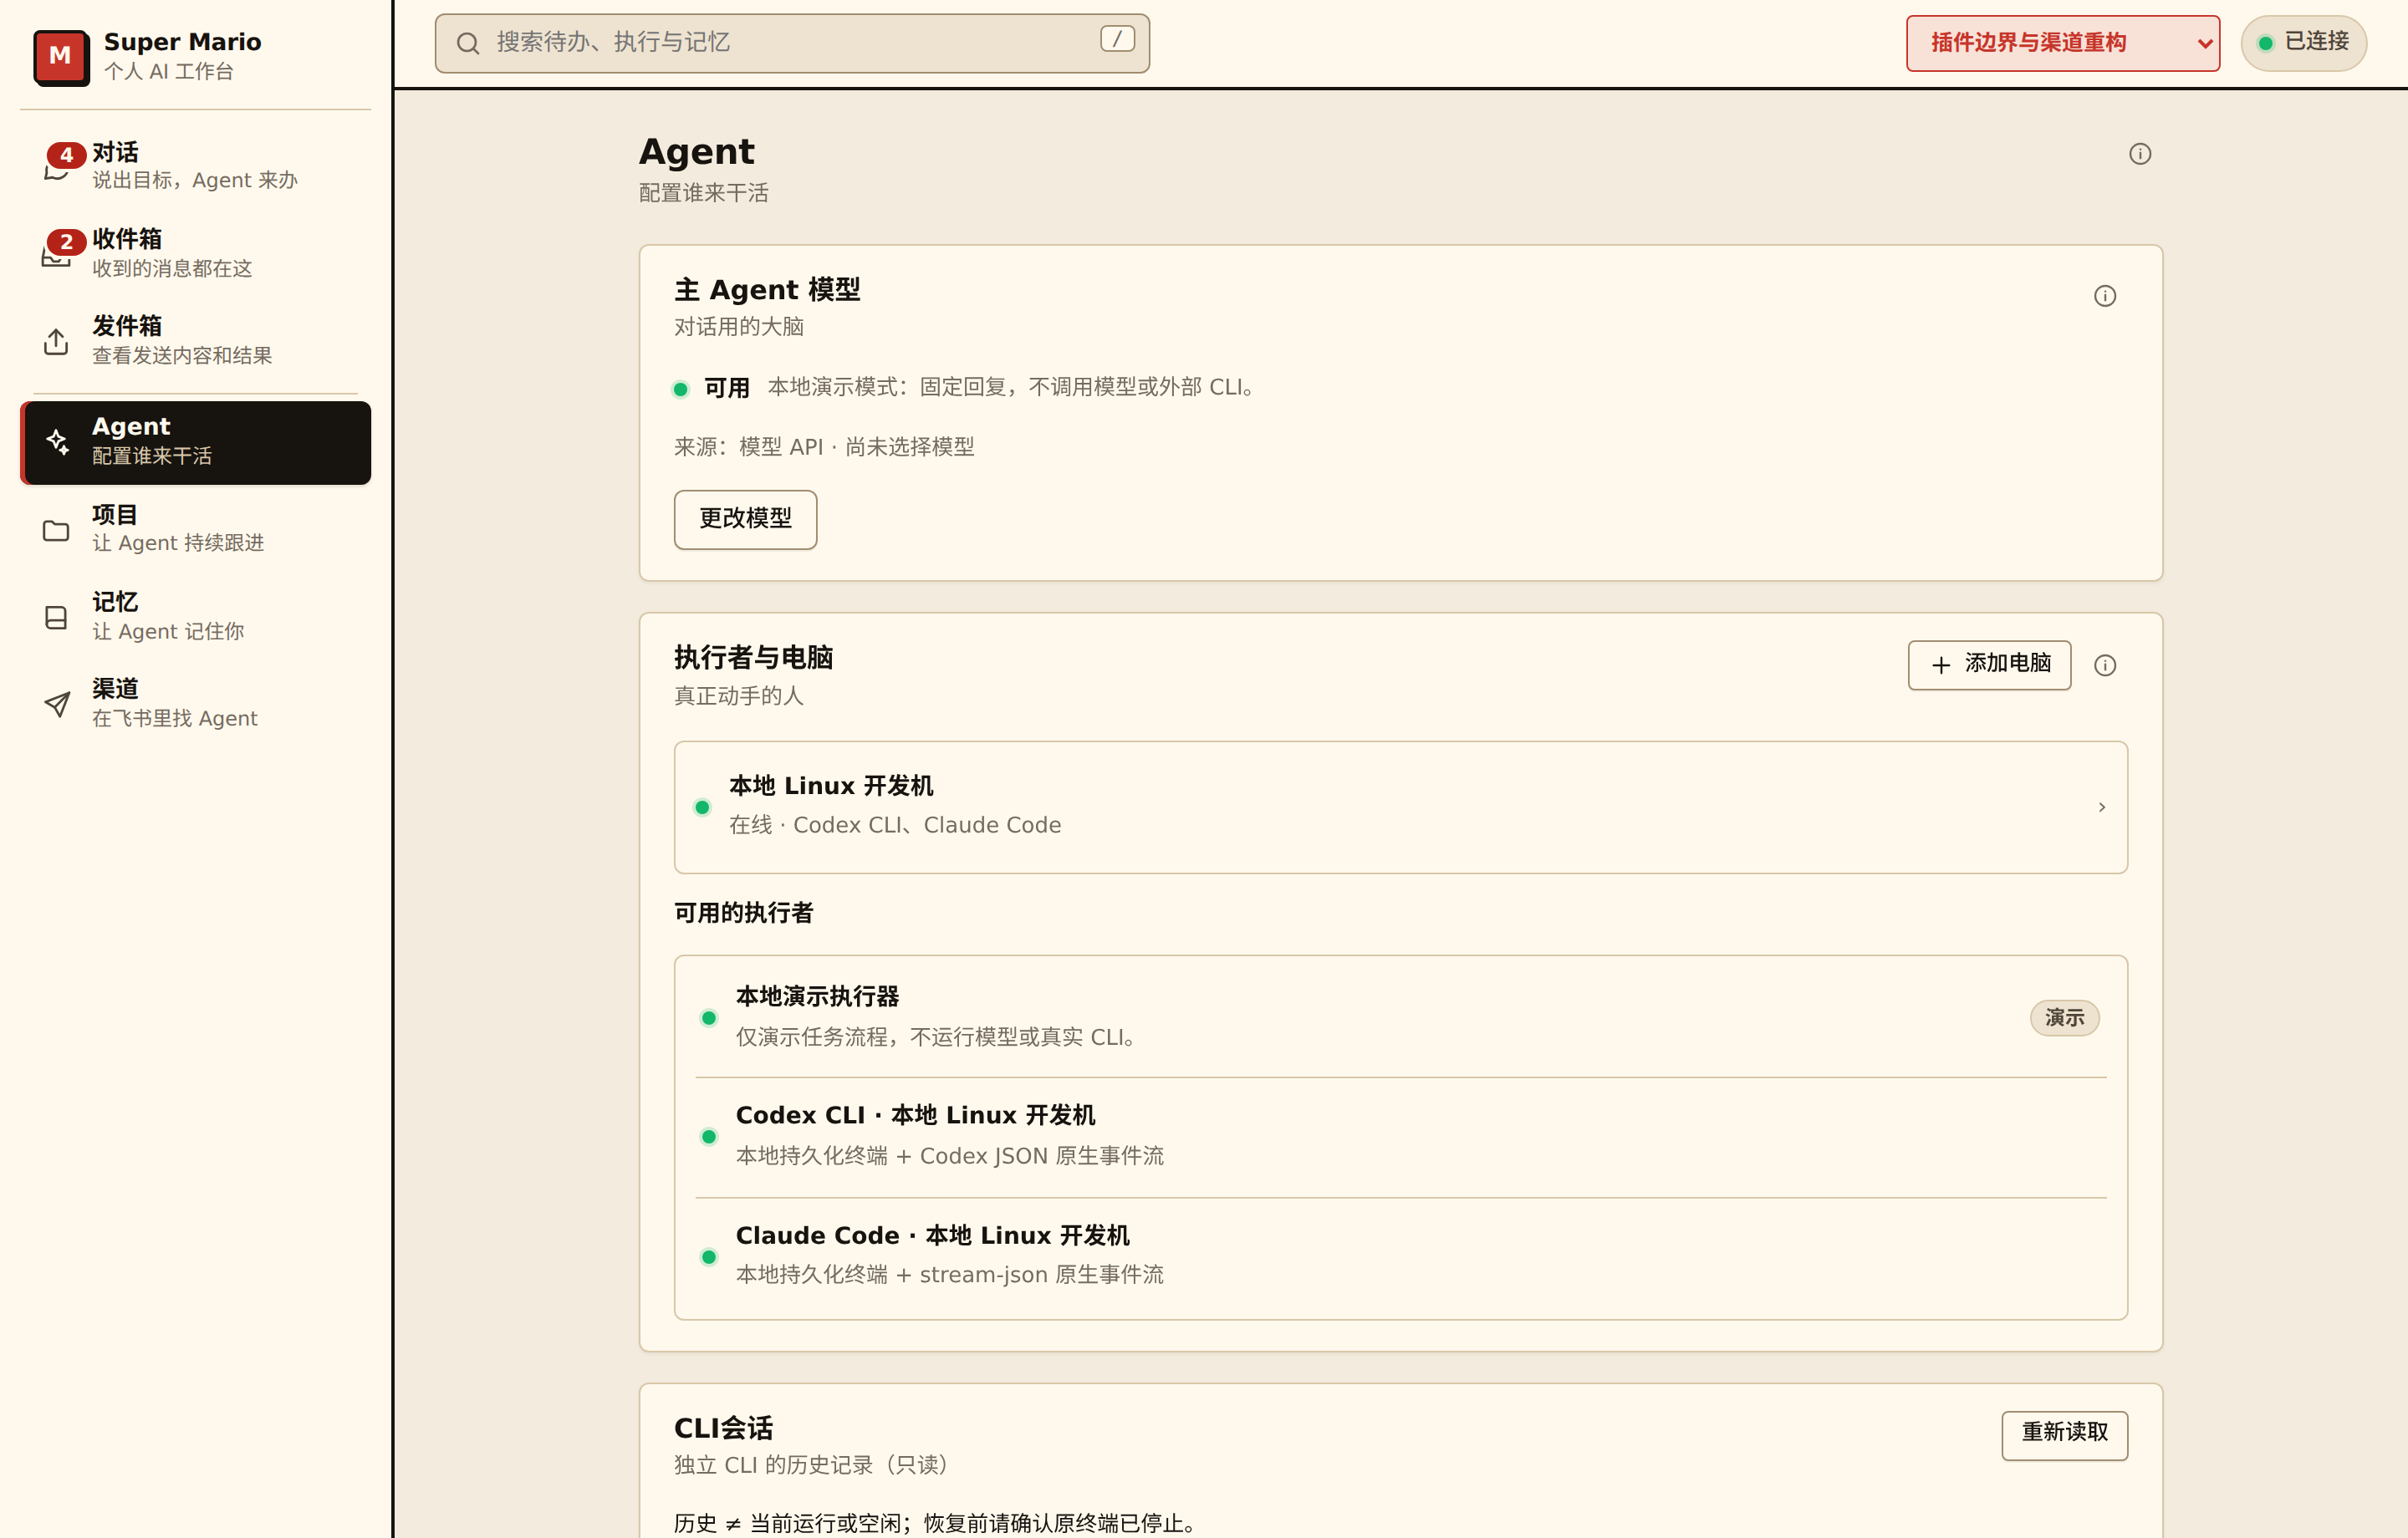 M
Super Mario
个人 AI 工作台
4
对话
说出目标，Agent 来办
2
收件箱
收到的消息都在这
发件箱
查看发送内容和结果
Agent
配置谁来干活
项目
让 Agent 持续跟进
记忆
让 Agent 记住你
渠道
在飞书里找 Agent
搜索待办、执行与记忆
/
插件边界与渠道重构
已连接
Agent
配置谁来干活
主 Agent 模型
对话用的大脑
可用 本地演示模式：固定回复，不调用模型或外部 CLI。
来源：模型 API · 尚未选择模型
更改模型
执行者与电脑
真正动手的人
添加电脑
本地 Linux 开发机
在线 · Codex CLI、Claude Code
可用的执行者
本地演示执行器
仅演示任务流程，不运行模型或真实 CLI。
演示
Codex CLI · 本地 Linux 开发机
本地持久化终端 + Codex JSON 原生事件流
Claude Code · 本地 Linux 开发机
本地持久化终端 + stream-json 原生事件流
CLI会话
独立 CLI 的历史记录（只读）
重新读取
历史 ≠ 当前运行或空闲；恢复前请确认原终端已停止。